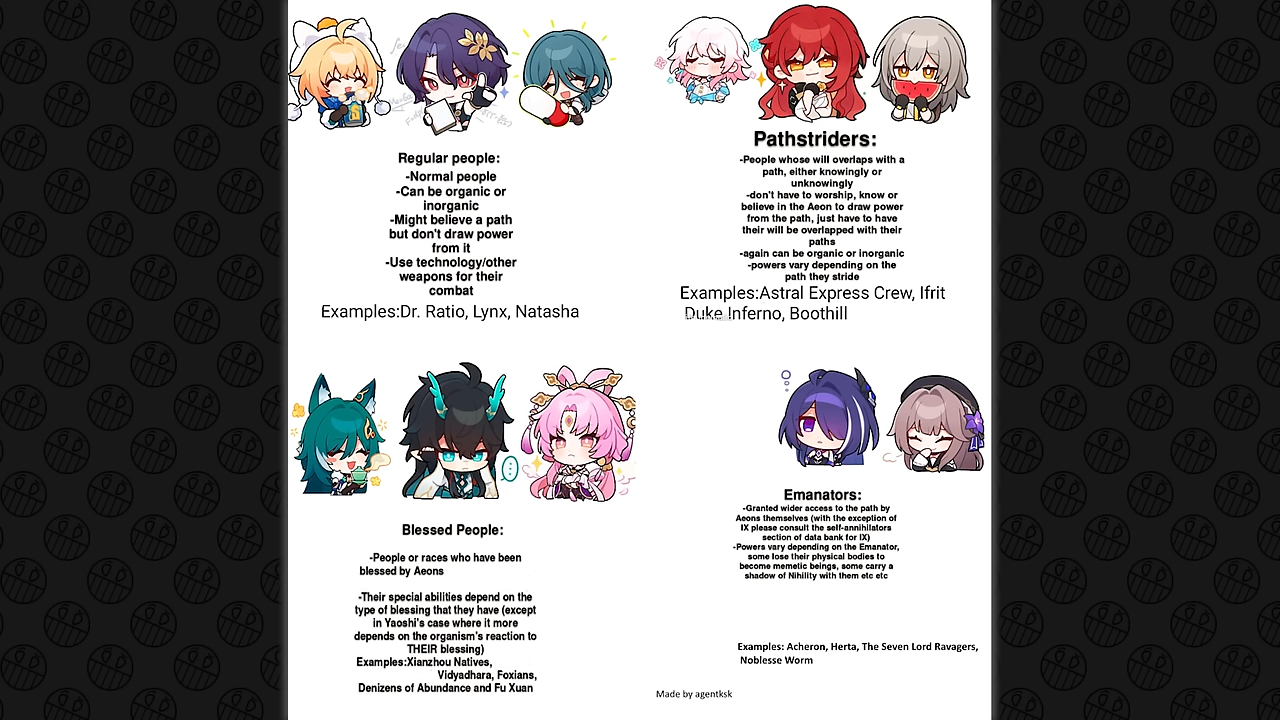 Regular people:
-Normal people
-Can be organic or
inorganic
-Might believe a path
but don't draw power
from it
-Use technology/other
weapons for their
combat
Examples:Dr. Ratio, Lynx, Natasha
Pathstriders:
-People whose will overlaps with a
path, either knowingly or
unknowingly
-don't have to worship, know or
believe in the Aeon to draw power
from the path, just have to have
their will be overlapped with their
paths
-again can be organic or inorganic
-powers vary depending on the
path they stride
Examples:Astral Express Crew, Ifrit
Duke Inferno, Boothill
Blessed People:
-People or races who have been
blessed by Aeons
-Their special abilities depend on the
type of blessing that they have (except
in Yaoshi's case where it more
depends on the organism's reaction to
THEIR blessing)
Examples:Xianzhou Natives,
Vidyadhara, Foxians,
Denizens of Abundance and Fu Xuan
Emanators:
-Granted wider access to the path by
Aeons themselves (with the exception of
IX please consult the self-annihilators
section of data bank for IX)
-Powers vary depending on the Emanator,
some lose their physical bodies to
become memetic beings, some carry a
shadow of Nihility with them etc etc
Examples: Acheron, Herta, The Seven Lord Ravagers,
Noblesse Worm
Made by agentksk